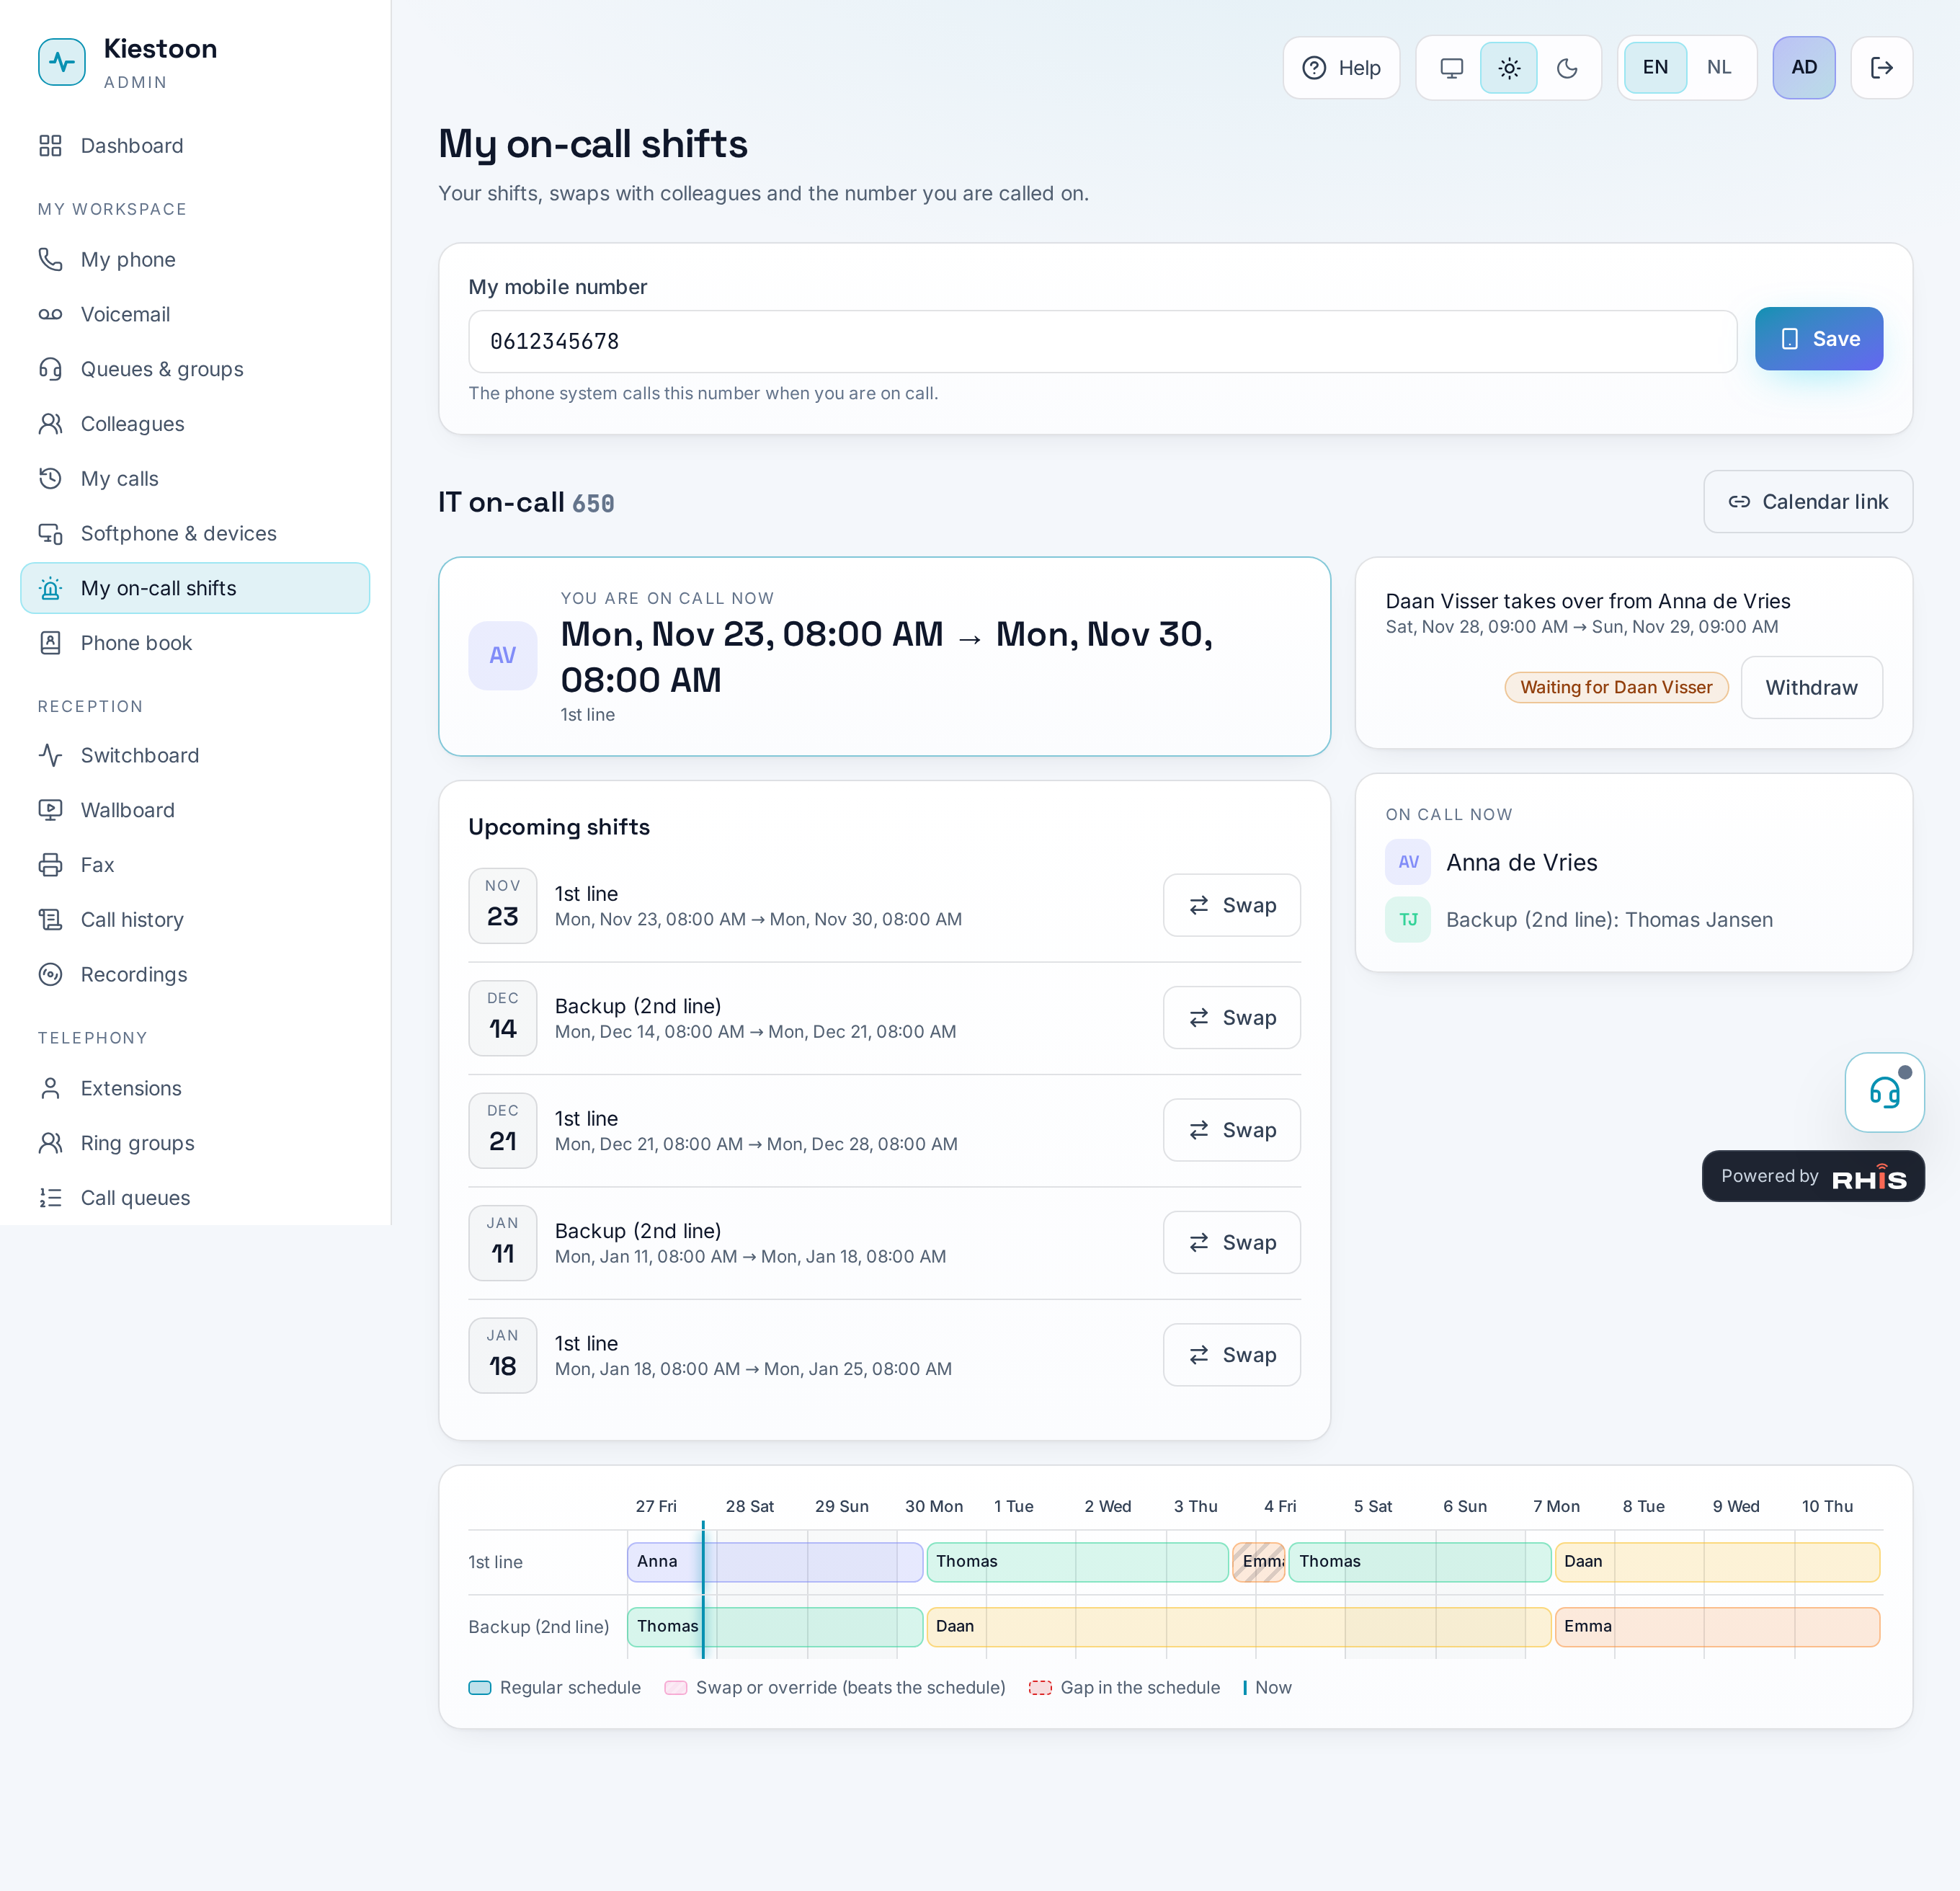 Kiestoon
ADMIN
Dashboard
MY WORKSPACE
My phone
Voicemail
Queues & groups
Colleagues
My calls
Softphone & devices
My on-call shifts
Phone book
RECEPTION
Switchboard
Wallboard
Fax
Call history
Recordings
TELEPHONY
Extensions
Ring groups
Call queues
Help
EN NL
AD
My on-call shifts
Your shifts, swaps with colleagues and the number you are called on.
My mobile number
0612345678
Save
The phone system calls this number when you are on call.
IT on-call 650
Calendar link
AV
YOU ARE ON CALL NOW
Mon, Nov 23, 08:00 AM → Mon, Nov 30,
08:00 AM
1st line
Daan Visser takes over from Anna de Vries
Sat, Nov 28, 09:00 AM → Sun, Nov 29, 09:00 AM
Waiting for Daan Visser
Withdraw
Upcoming shifts
NOV
23
1st line
Mon, Nov 23, 08:00 AM → Mon, Nov 30, 08:00 AM
Swap
DEC
14
Backup (2nd line)
Mon, Dec 14, 08:00 AM → Mon, Dec 21, 08:00 AM
Swap
DEC
21
1st line
Mon, Dec 21, 08:00 AM → Mon, Dec 28, 08:00 AM
Swap
JAN
11
Backup (2nd line)
Mon, Jan 11, 08:00 AM → Mon, Jan 18, 08:00 AM
Swap
JAN
18
1st line
Mon, Jan 18, 08:00 AM → Mon, Jan 25, 08:00 AM
Swap
ON CALL NOW
AV Anna de Vries
TJ Backup (2nd line): Thomas Jansen
Powered by RHIS
27 Fri 28 Sat 29 Sun 30 Mon 1 Tue 2 Wed 3 Thu 4 Fri 5 Sat 6 Sun 7 Mon 8 Tue 9 Wed 10 Thu
1st line Anna Thomas Emma Thomas Daan
Backup (2nd line) Thomas Daan Emma
Regular schedule Swap or override (beats the schedule) Gap in the schedule Now